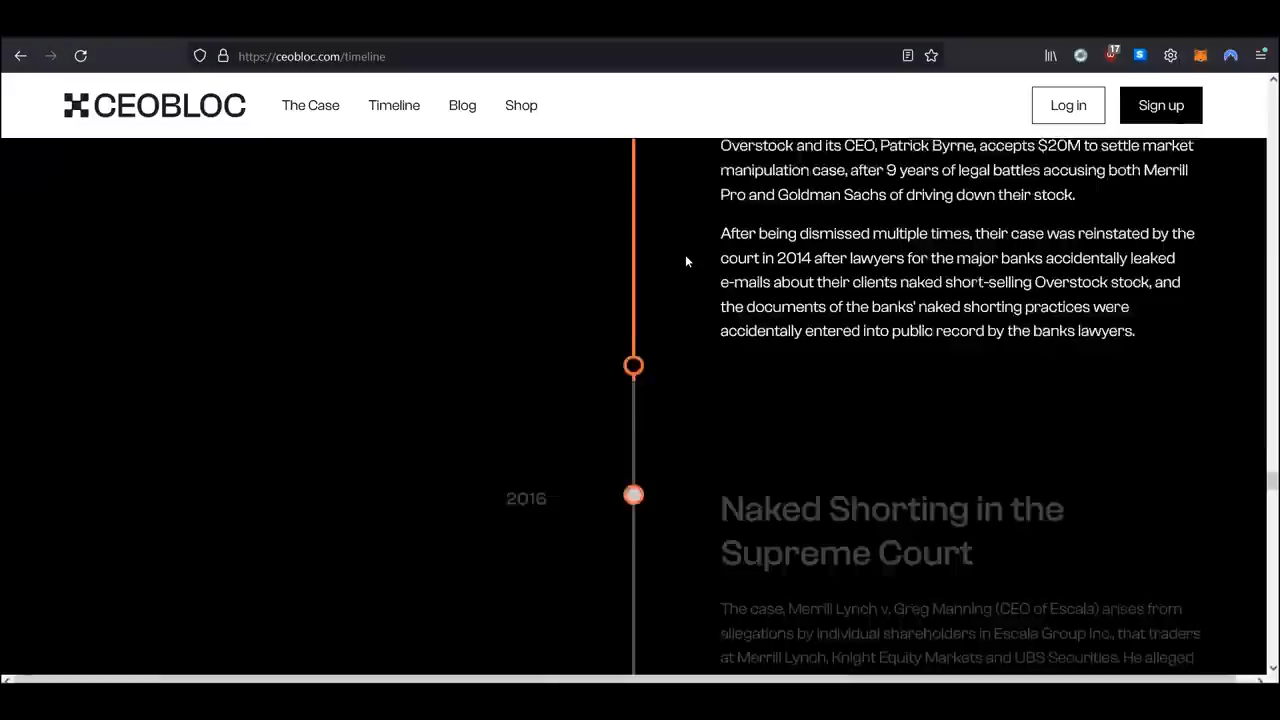 17
S
https://ceobloc.com/timeline
CEOBLOC
The Case
Timeline
Blog
Shop
Log in
Sign up
Overstock and its CEO, Patrick Byrne, accepts $20M to settle market
manipulation case, after 9 years of legal battles accusing both Merrill
Pro and Goldman Sachs of driving down their stock.
After being dismissed multiple times, their case was reinstated by the
court in 2014 after lawyers for the major banks accidentally leaked
e-mails about their clients naked short-selling Overstock stock, and
the documents of the banks' naked shorting practices were
accidentally entered into public record by the banks lawyers.
2016
Naked Shorting in the
Supreme Court
The case, Merrill Lynch v. Greg Manning (CEO of Escala) arises from
allegations by individual shareholders in Escala Group Inc., that traders
at Merrill Lynch, Knight Equity Markets and UBS Securities. He alleged